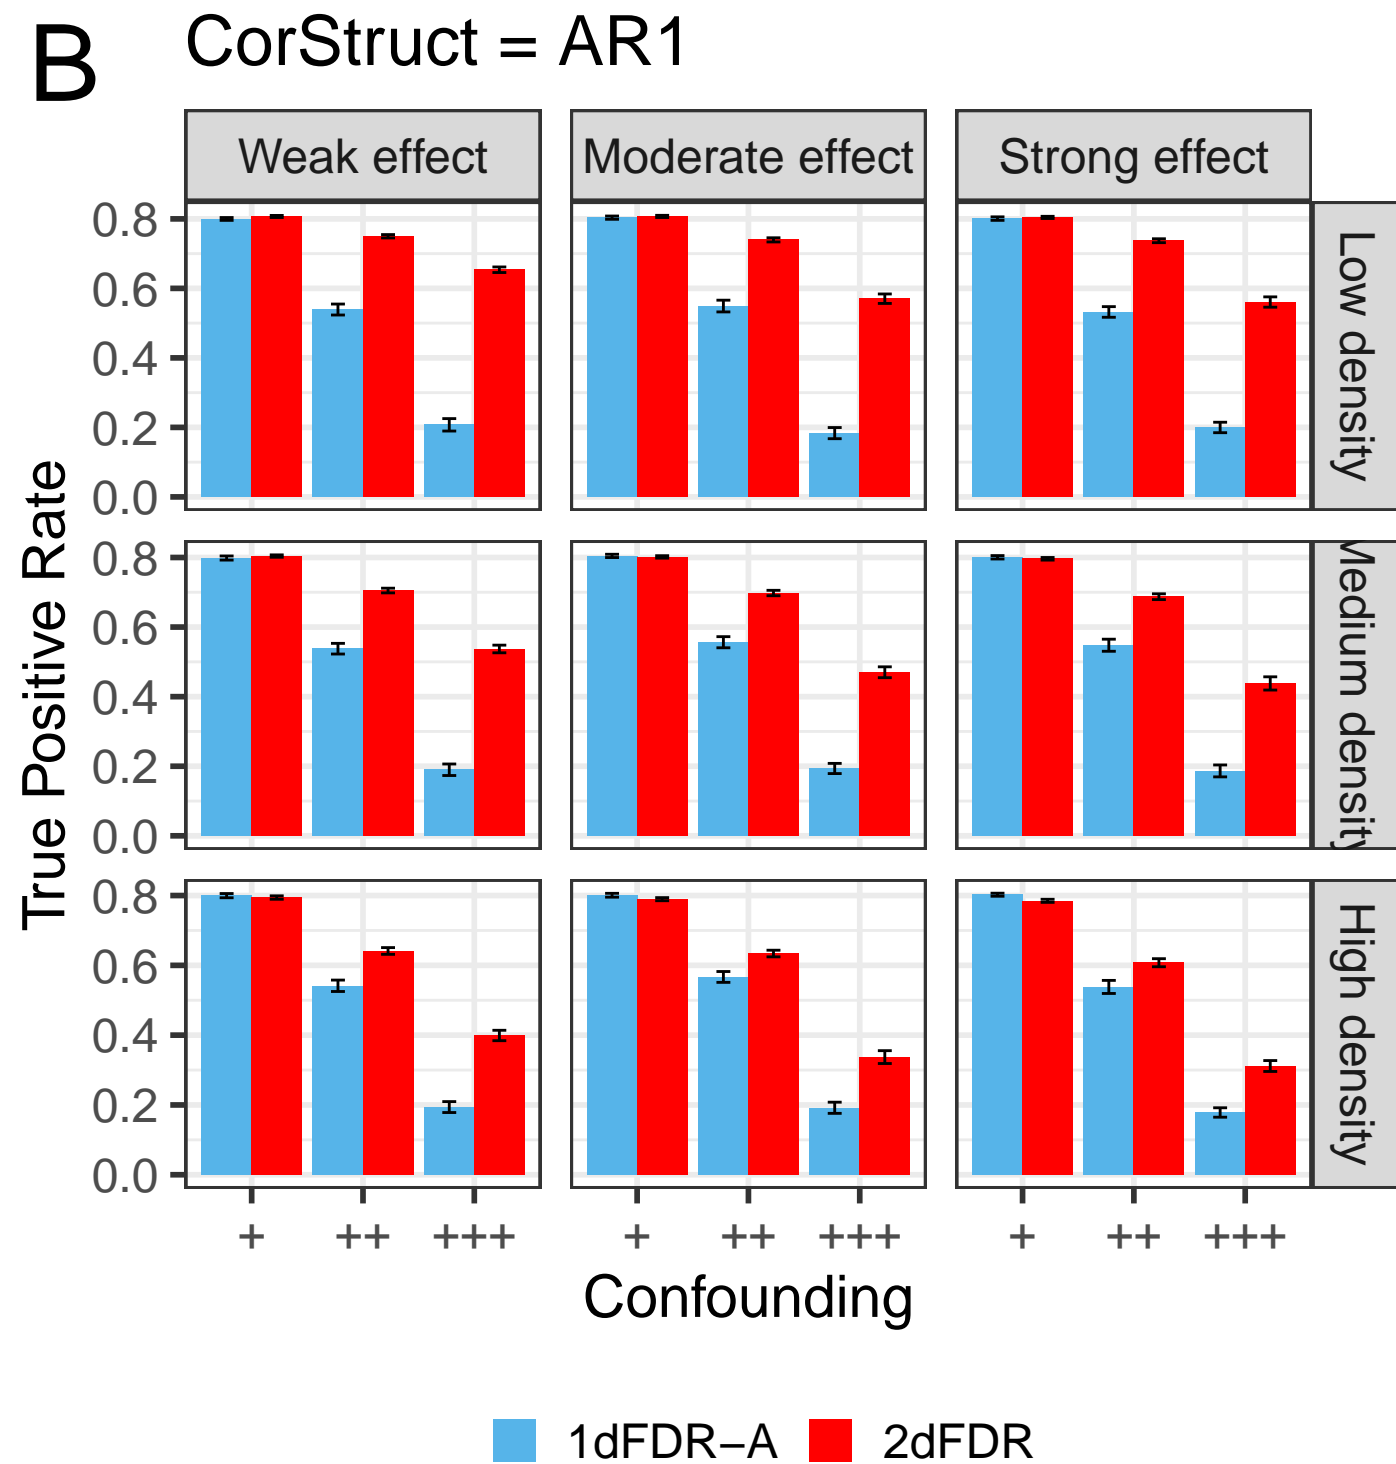 B
CorStruct = AR1
Weak effect
Moderate effect
Strong effect
0.8
0.6
0.4
0.2
0.0
Low density
0.8
0.6
0.4
0.2
0.0
Medium density
0.8
0.6
0.4
0.2
0.0
High density
True Positive Rate
+ ++ +++
+ ++ +++
+ ++ +++
Confounding
1dFDR−A
2dFDR